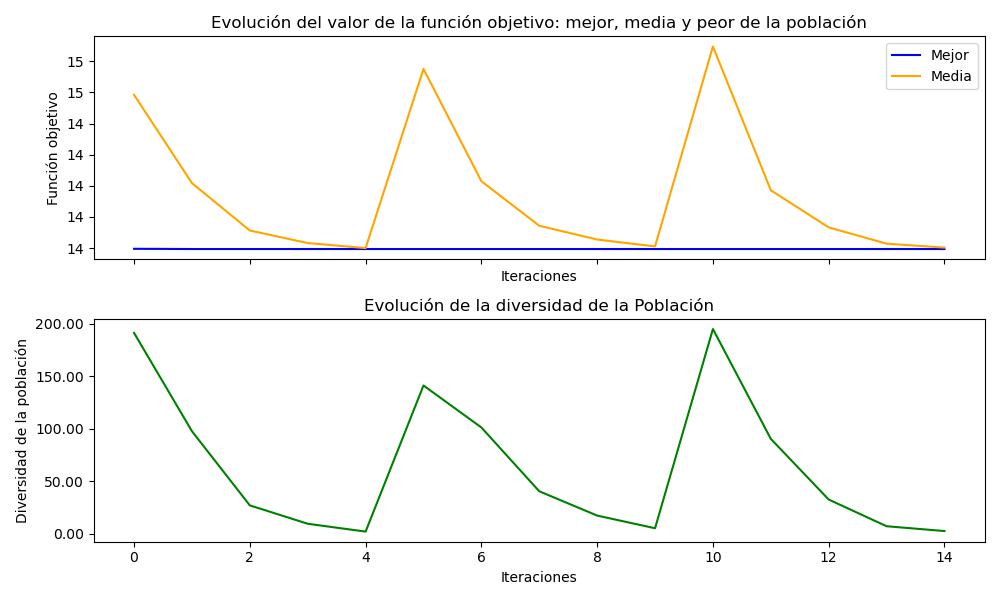 Evolución del valor de la función objetivo: mejor, media y peor de la población
Función objetivo
15
15
14
14
14
14
14
Mejor
Media
Iteraciones
Evolución de la diversidad de la Población
Diversidad de la población
200.00
150.00
100.00
50.00
0.00
0 2 4 6 8 10 12 14
Iteraciones